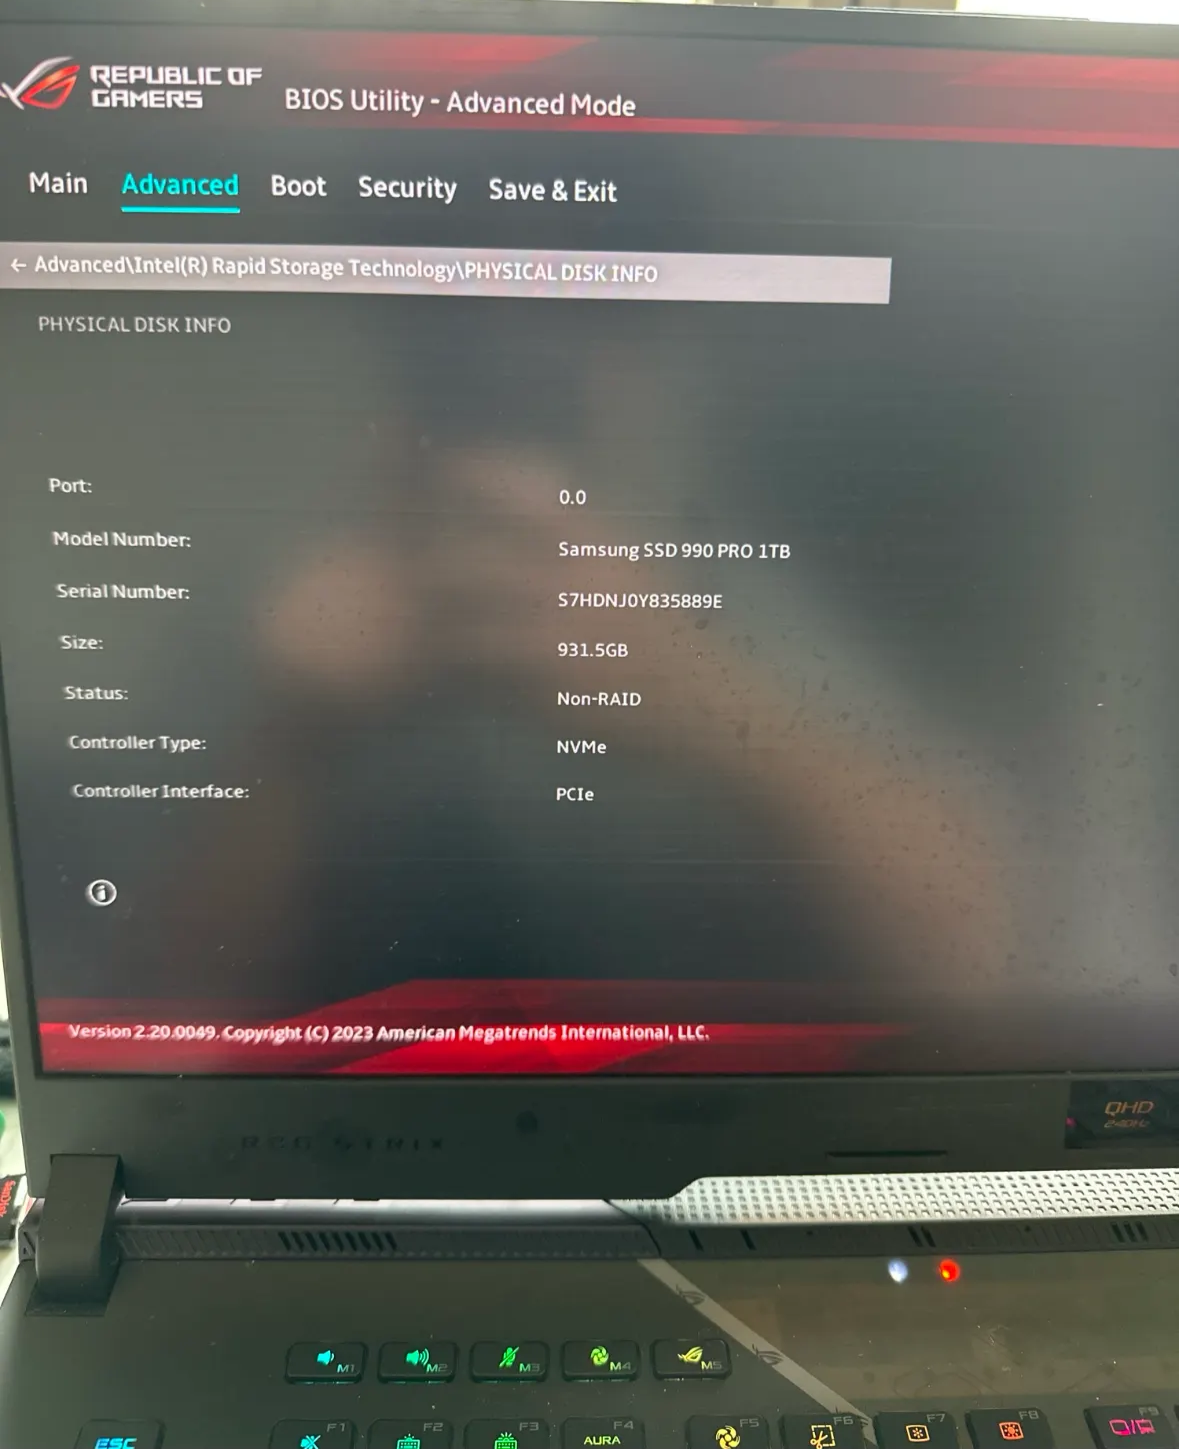 REPUBLIC OF
GAMERS
BIOS Utility - Advanced Mode
Main Advanced Boot Security Save & Exit
← Advanced\Intel(R) Rapid Storage Technology\PHYSICAL DISK INFO
PHYSICAL DISK INFO
Port: 0.0
Model Number: Samsung SSD 990 PRO 1TB
Serial Number: S7HDNJ0Y835889E
Size: 931.5GB
Status: Non-RAID
Controller Type: NVMe
Controller Interface: PCIe
Version 2.20.0049. Copyright (C) 2023 American Megatrends International, LLC.
QHD
240Hz
ROG STRIX
SanDisk
M1 M2 M3 M4 M5
ESC F1 F2 F3 F4 F5 F6 F7 F8 F9
AURA